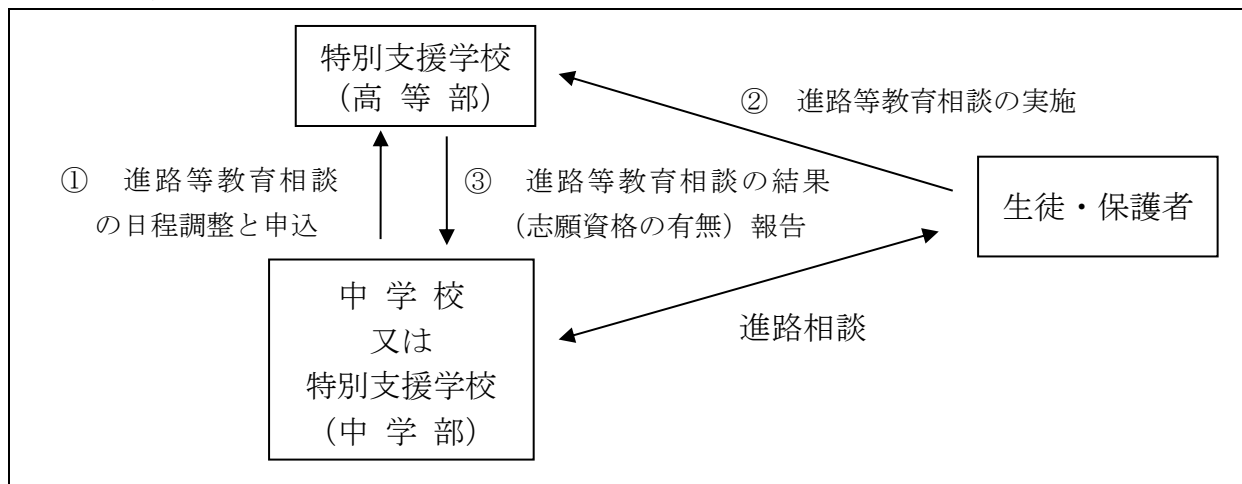 特別支援学校
（高 等 部）
② 進路等教育相談の実施
① 進路等教育相談
の日程調整と申込
③ 進路等教育相談の結果
（志願資格の有無）報告
生徒・保護者
中 学 校
又は
特別支援学校
（中 学 部）
進路相談